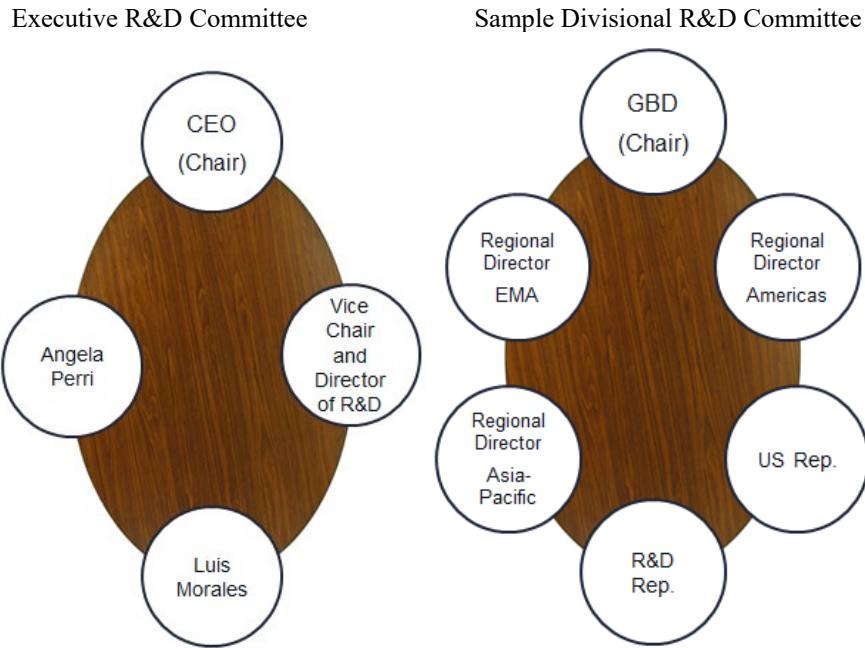 Executive R&D Committee
Sample Divisional R&D Committee
CEO
(Chair)
Angela
Perri
Vice
Chair
and
Director
of R&D
Luis
Morales
GBD
(Chair)
Regional
Director
EMA
Regional
Director
Americas
Regional
Director
Asia-
Pacific
US Rep.
R&D
Rep.